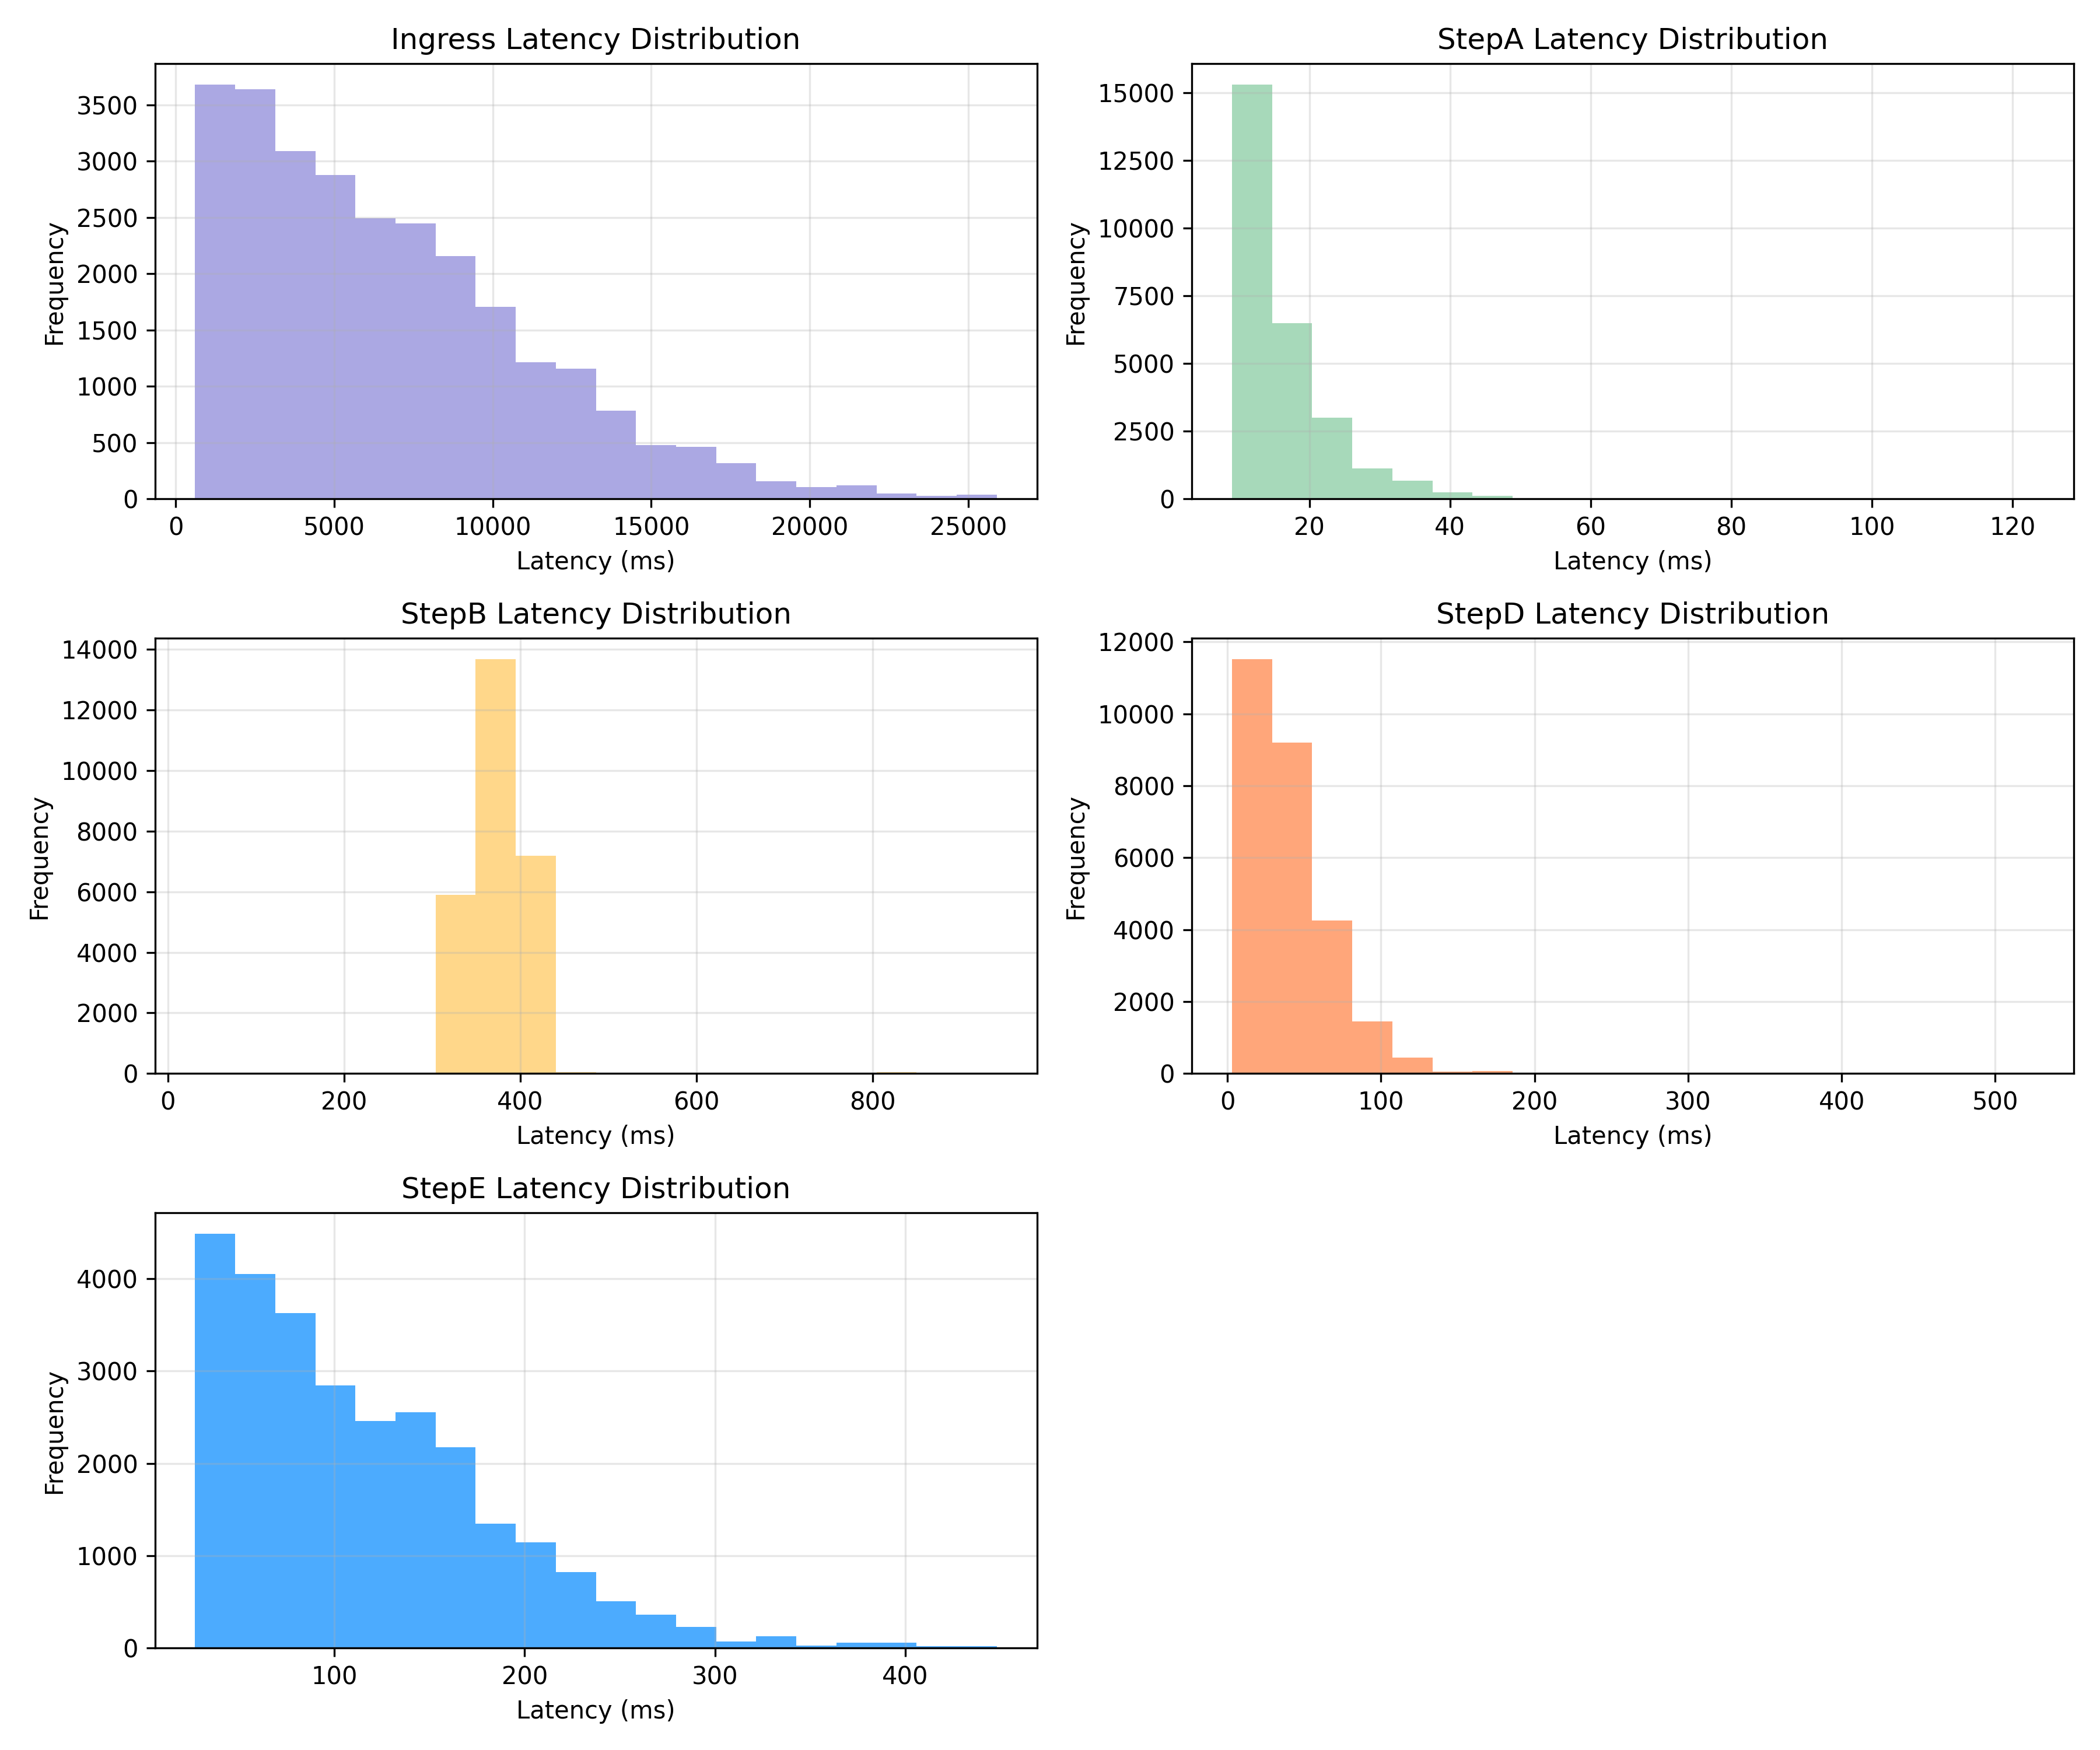 Ingress Latency Distribution
Frequency
3500
3000
2500
2000
1500
1000
500
0
0 5000 10000 15000 20000 25000
Latency (ms)
StepA Latency Distribution
Frequency
15000
12500
10000
7500
5000
2500
0
20 40 60 80 100 120
Latency (ms)
StepB Latency Distribution
Frequency
14000
12000
10000
8000
6000
4000
2000
0
0 200 400 600 800
Latency (ms)
StepD Latency Distribution
Frequency
12000
10000
8000
6000
4000
2000
0
0 100 200 300 400 500
Latency (ms)
StepE Latency Distribution
Frequency
4000
3000
2000
1000
0
100 200 300 400
Latency (ms)